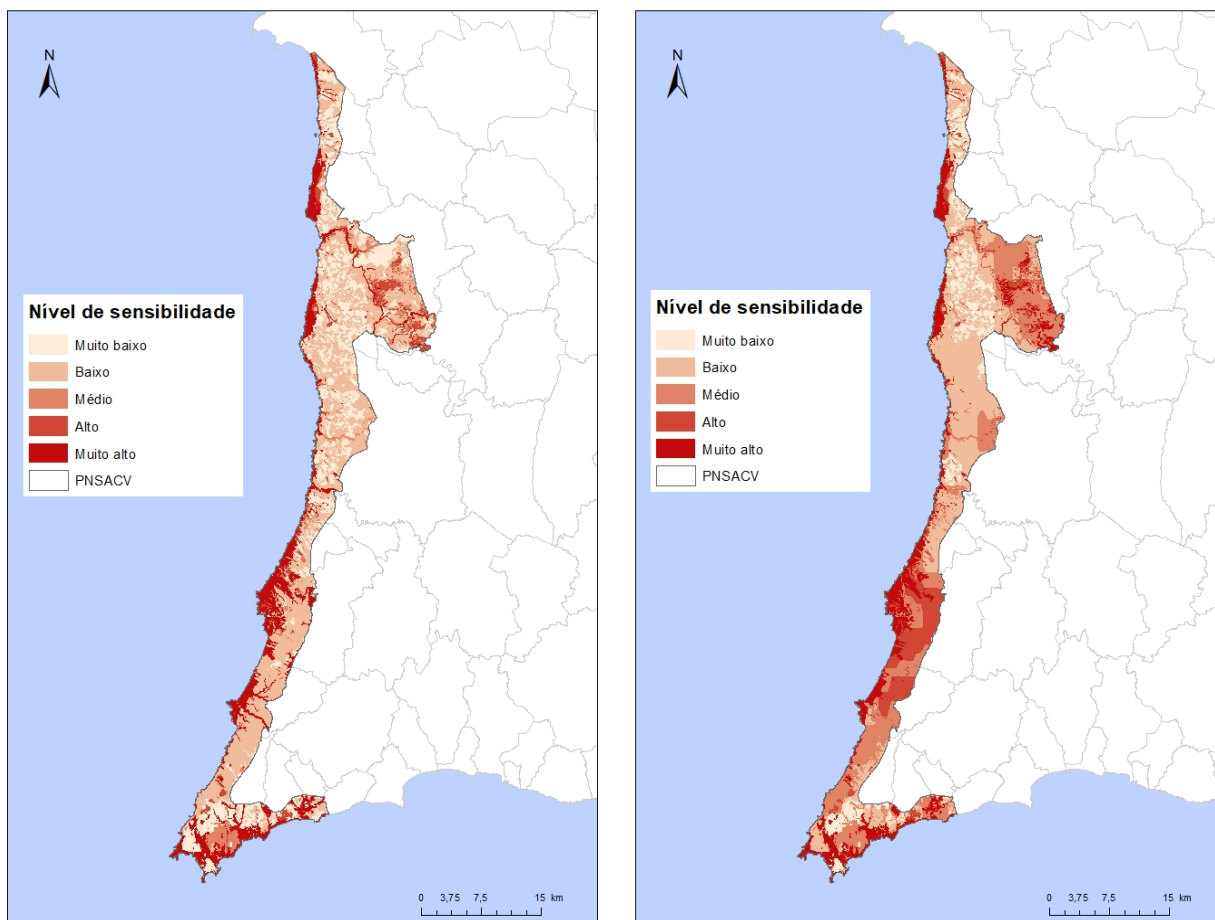 N
Nível de sensibilidade
Muito baixo
Baixo
Médio
Alto
Muito alto
PNSACV
0 3,75 7,5 15 km
N
Nível de sensibilidade
Muito baixo
Baixo
Médio
Alto
Muito alto
PNSACV
0 3,75 7,5 15 km